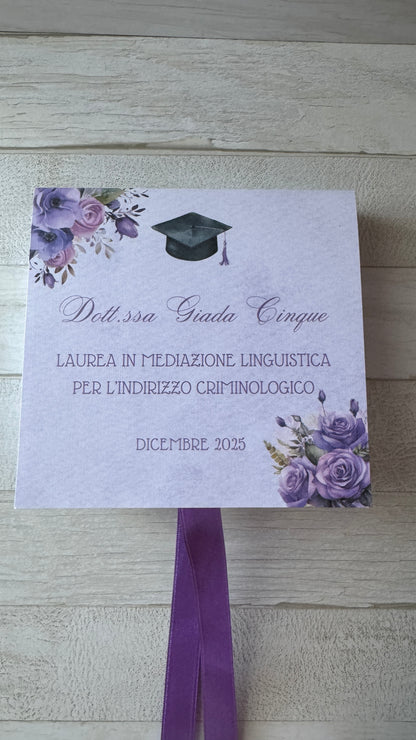 Dott.ssa Giada Cinque
LAUREA IN MEDIAZIONE LINGUISTICA
PER L'INDIRIZZO CRIMINOLOGICO
DICEMBRE 2025